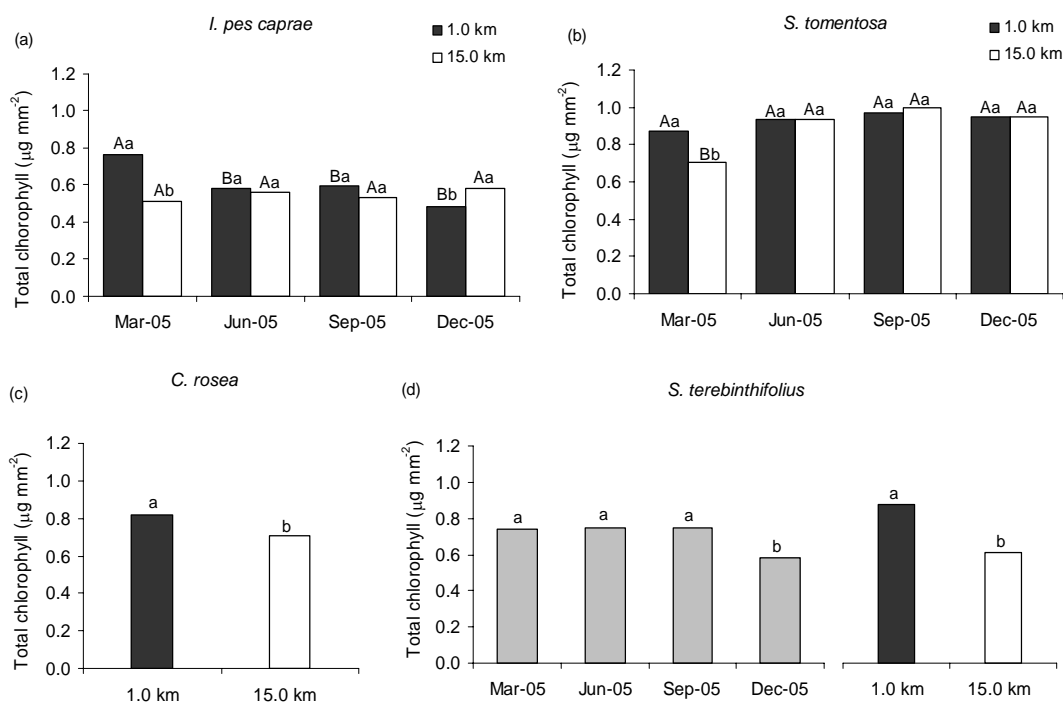 (a)
I. pes caprae
1.0 km
15.0 km
Total clhorophyll (µg mm-2)
1.2
1.0
0.8
0.6
0.4
0.2
0.0
Aa
Ab
Ba
Aa
Ba
Aa
Bb
Aa
Mar-05 Jun-05 Sep-05 Dec-05
(b)
S. tomentosa
1.0 km
15.0 km
Total chlorophyll (µg mm-2)
1.2
1.0
0.8
0.6
0.4
0.2
0.0
Aa
Bb
Aa
Aa
Aa
Aa
Aa
Aa
Mar-05 Jun-05 Sep-05 Dec-05
(c)
C. rosea
Total chlorophyll (µg mm-2)
1.2
1.0
0.8
0.6
0.4
0.2
0.0
a
b
1.0 km 15.0 km
(d)
S. terebinthifolius
Total chlorophyll (µg mm-2)
1.2
1.0
0.8
0.6
0.4
0.2
0.0
a
a
a
b
a
b
Mar-05 Jun-05 Sep-05 Dec-05 1.0 km 15.0 km